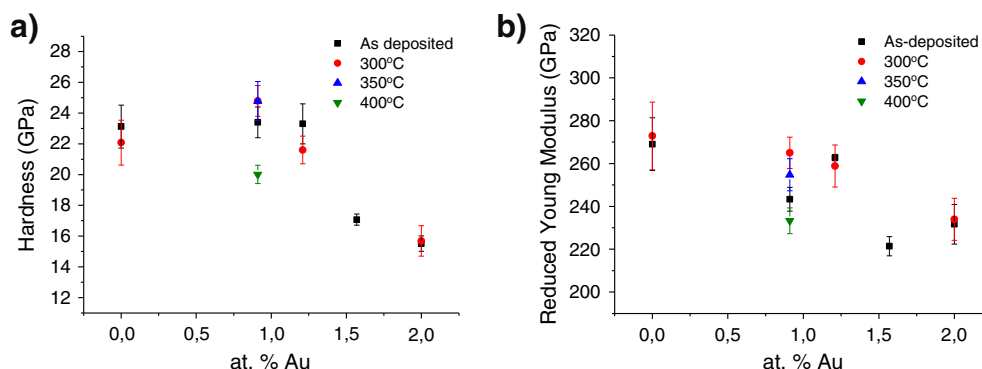 a)
As deposited
300ºC
350ºC
400ºC
Hardness (GPa)
28
26
24
22
20
18
16
14
12
0,0 0,5 1,0 1,5 2,0
at. % Au
b)
As-deposited
300ºC
350ºC
400ºC
Reduced Young Modulus (GPa)
320
300
280
260
240
220
200
0,0 0,5 1,0 1,5 2,0
at. % Au